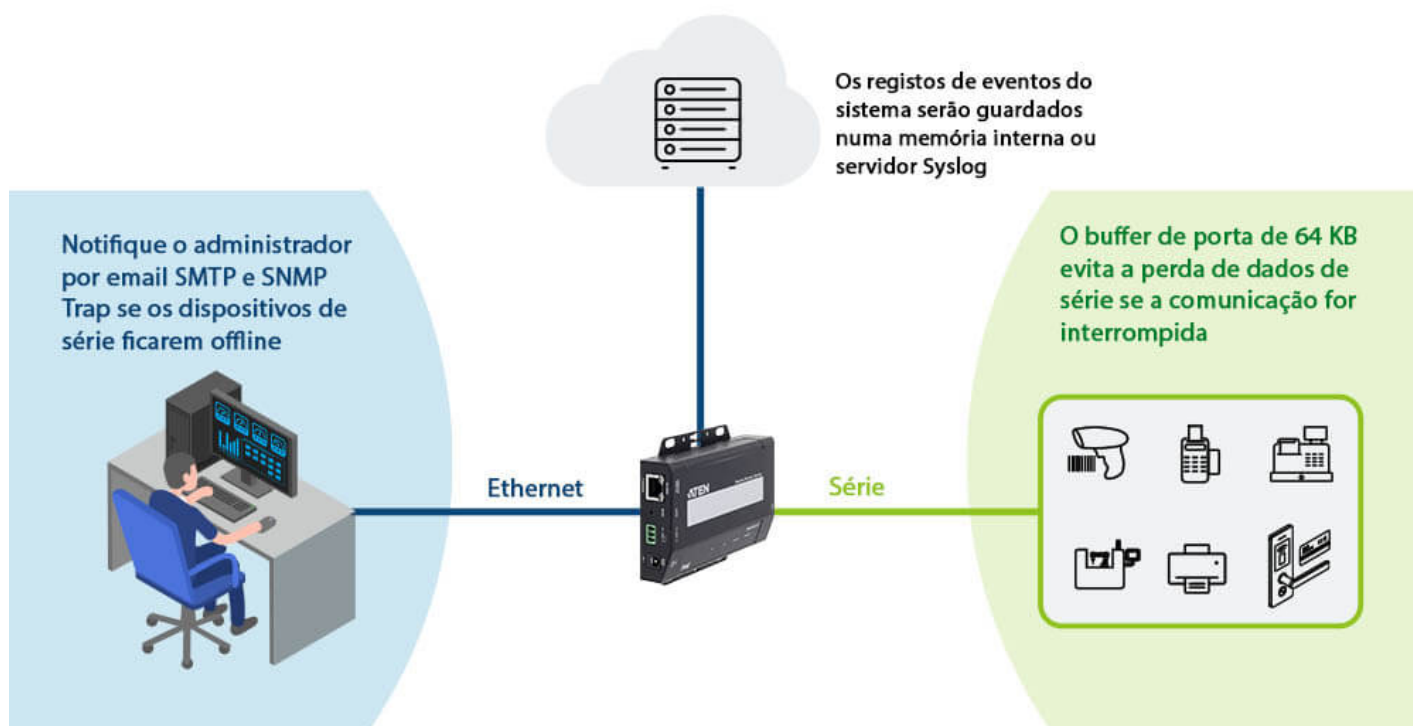 Os registos de eventos do
sistema serão guardados
numa memória interna ou
servidor Syslog
Notifique o administrador
por email SMTP e SNMP
Trap se os dispositivos de
série ficarem offline
O buffer de porta de 64 KB
evita a perda de dados de
série se a comunicação for
interrompida
Ethernet
Série
ATEN